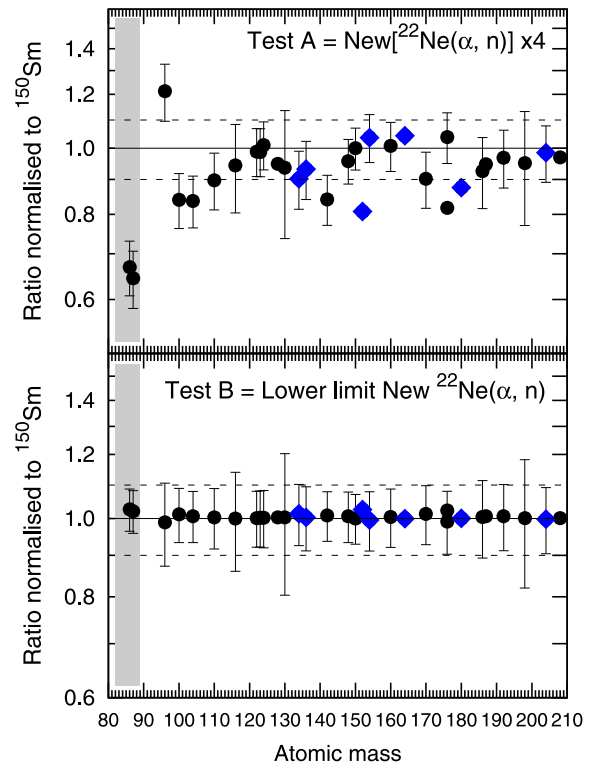 Test A = New[²²Ne(α, n)] x4
1.4
1.2
1.0
0.8
0.6
Ratio normalised to ¹⁵⁰Sm
Test B = Lower limit New ²²Ne(α, n)
1.4
1.2
1.0
0.8
0.6
Ratio normalised to ¹⁵⁰Sm
80 90 100 110 120 130 140 150 160 170 180 190 200 210
Atomic mass